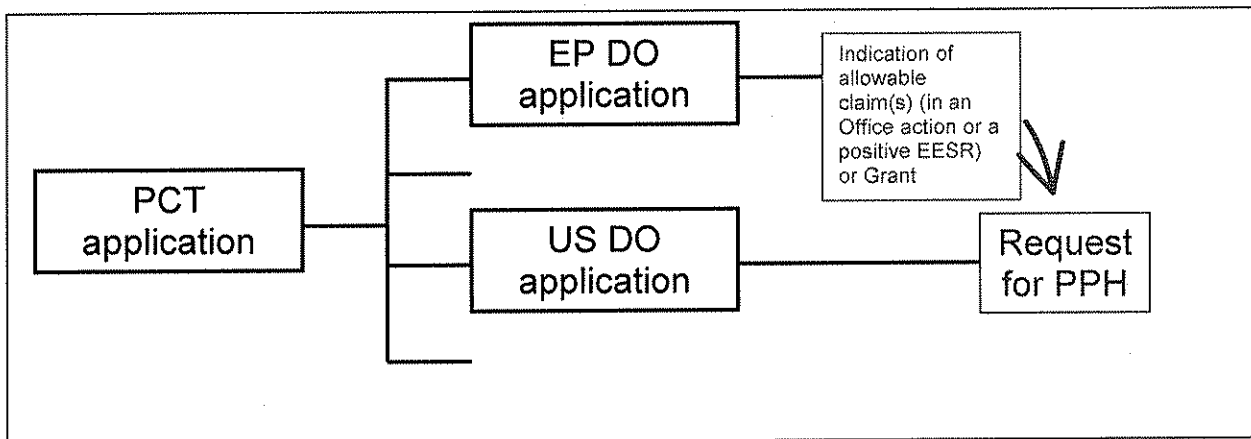 EP DO
application
Indication of
allowable
claim(s) (in an
Office action or a
positive EESR)
or Grant
PCT
application
US DO
application
Request
for PPH